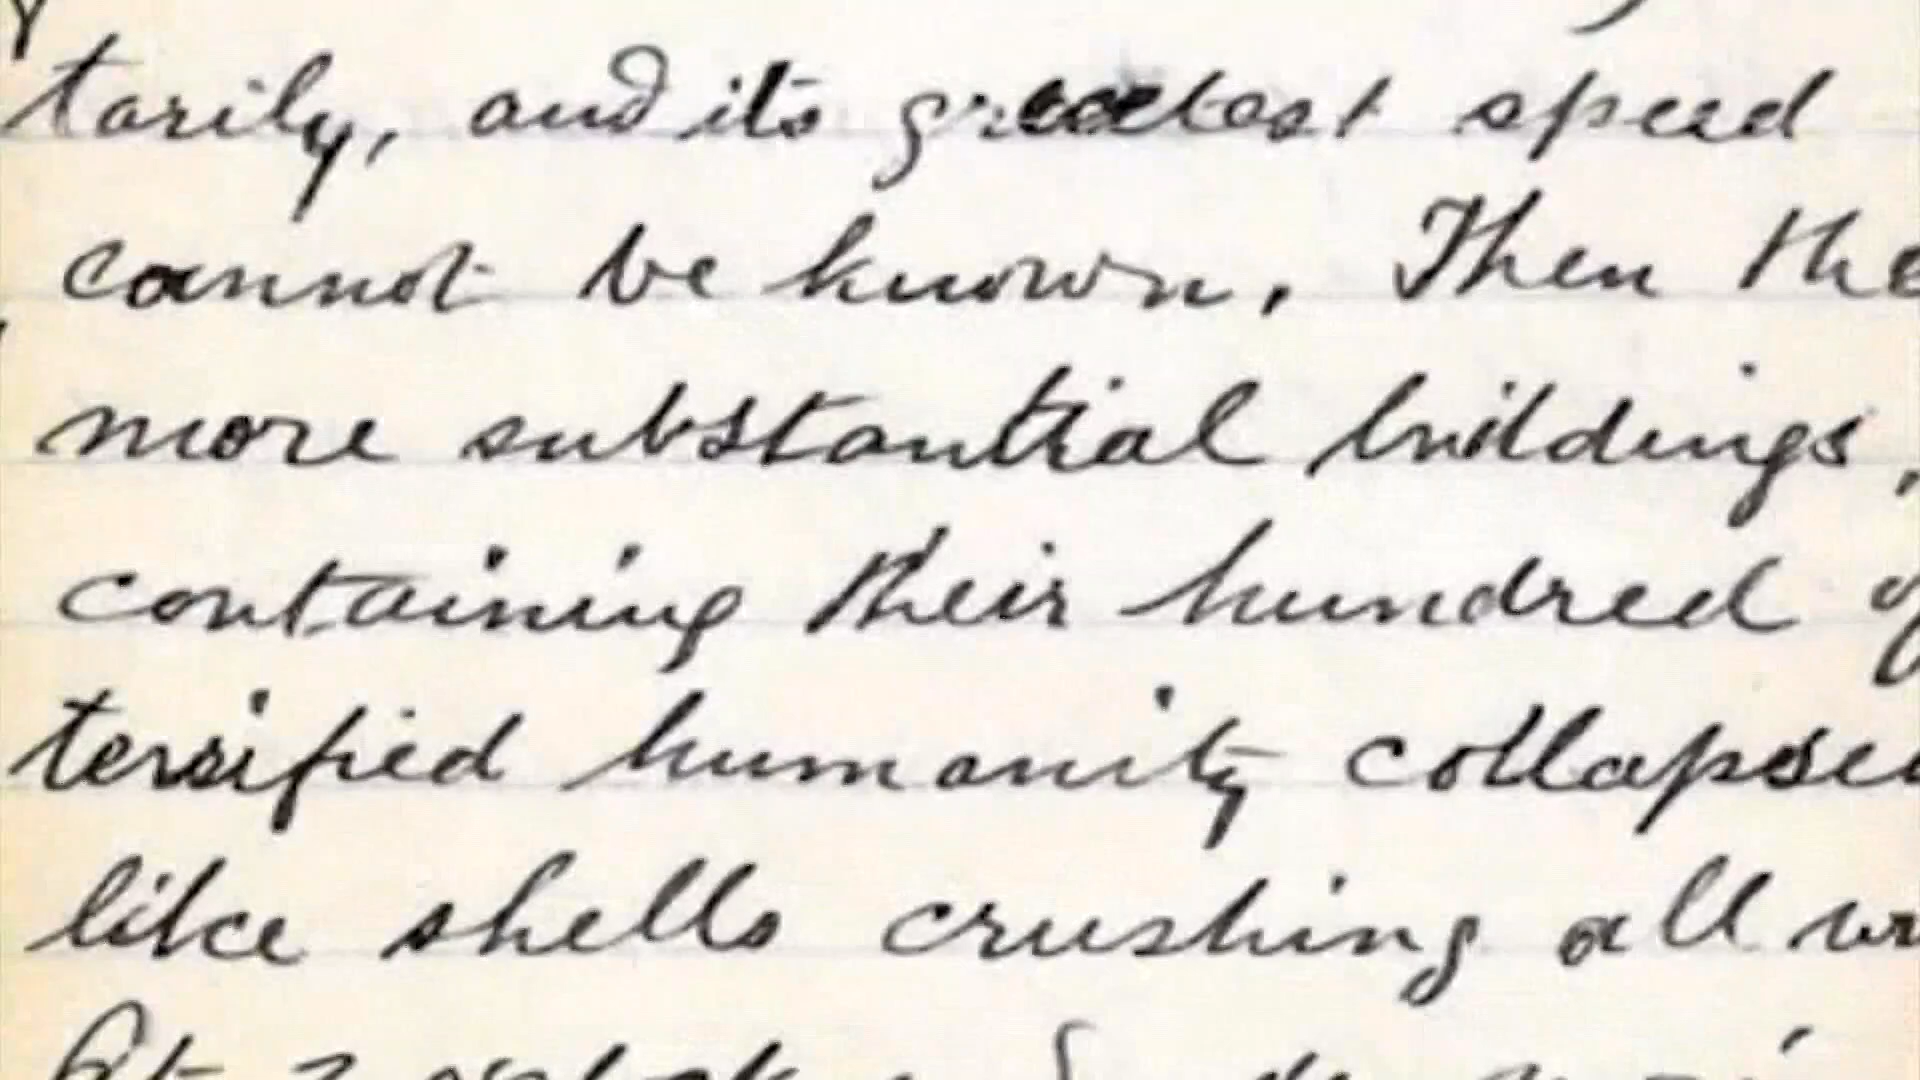 tarily, and its greatest speed
cannot be known. Then the
more substantial buildings,
containing their hundred of
terrified humanity collapsed
like shells crushing all